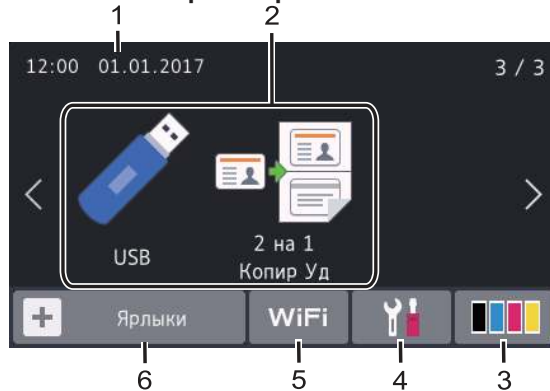 1 2
12:00 01.01.2017 3 / 3
USB
2 на 1
Копир Уд
Ярлыки WiFi
6 5 4 3